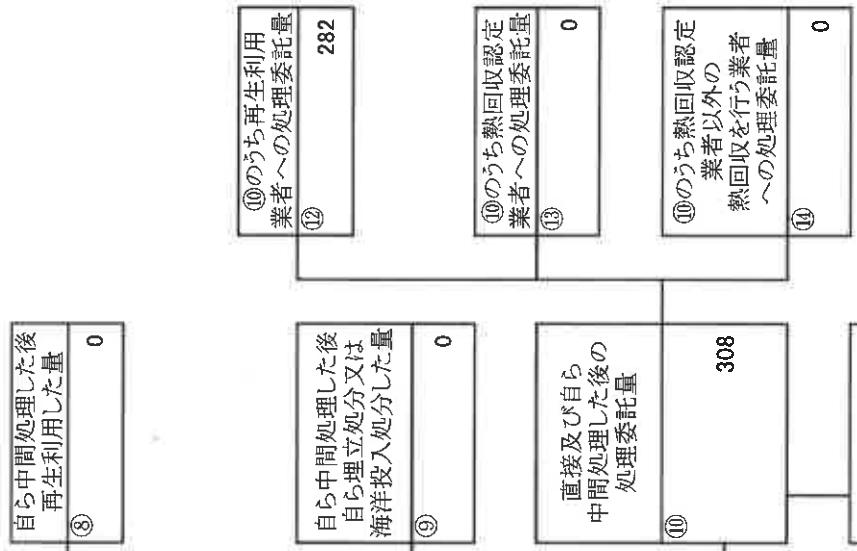 自ら中間処理した後
再生利用した量
⑧
0
自ら中間処理した後
自ら埋立処分又は
海洋投入処分した量
⑨
0
直接及び自ら
中間処理した後の
処理委託量
⑩
308
⑩のうち再生利用
業者への処理委託量
⑫
282
⑩のうち熱回収認定
業者への処理委託量
⑬
0
⑩のうち熱回収認定
業者以外の
熱回収を行う業者
への処理委託量
⑭
0